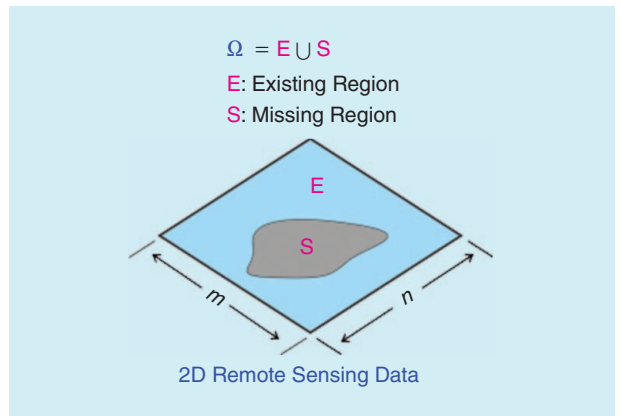 Ω = E ∪ S
E: Existing Region
S: Missing Region
E
S
m
n
2D Remote Sensing Data